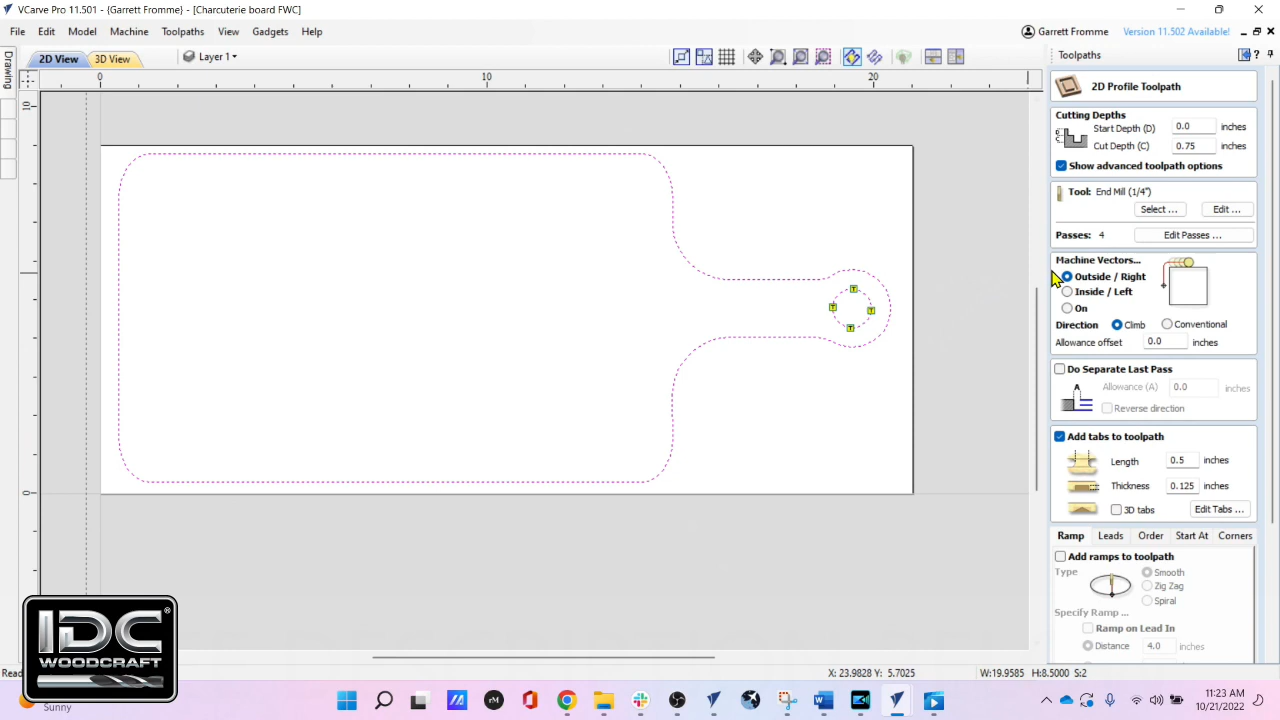 VCarve Pro 11.501 - {Garrett Fromme} - [Charcuterie board FWC]
File Edit Model Machine Toolpaths View Gadgets Help
Garrett Fromme Version 11.502 Available!
Drawing
2D View 3D View Layer 1
Toolpaths
0 10 20
10
0
2D Profile Toolpath
Cutting Depths
Start Depth (D) 0.0 inches
Cut Depth (C) 0.75 inches
Show advanced toolpath options
Tool: End Mill (1/4")
Select ... Edit ...
Passes: 4 Edit Passes ...
Machine Vectors...
Outside / Right
Inside / Left
On
Direction Climb Conventional
Allowance offset 0.0 inches
Do Separate Last Pass
A Allowance (A) 0.0 inches
Reverse direction
Add tabs to toolpath
Length 0.5 inches
Thickness 0.125 inches
3D tabs Edit Tabs ...
Ramp Leads Order Start At Corners
Add ramps to toolpath
Type Smooth
Zig Zag
Spiral
Specify Ramp ...
Ramp on Lead In
Distance 4.0 inches
T
T T
T
IDC®
WOODCRAFT
Read
X: 23.9828 Y: 5.7025 W:19.9585 H:8.5000 S:2
Sunny
rM
11:23 AM
10/21/2022